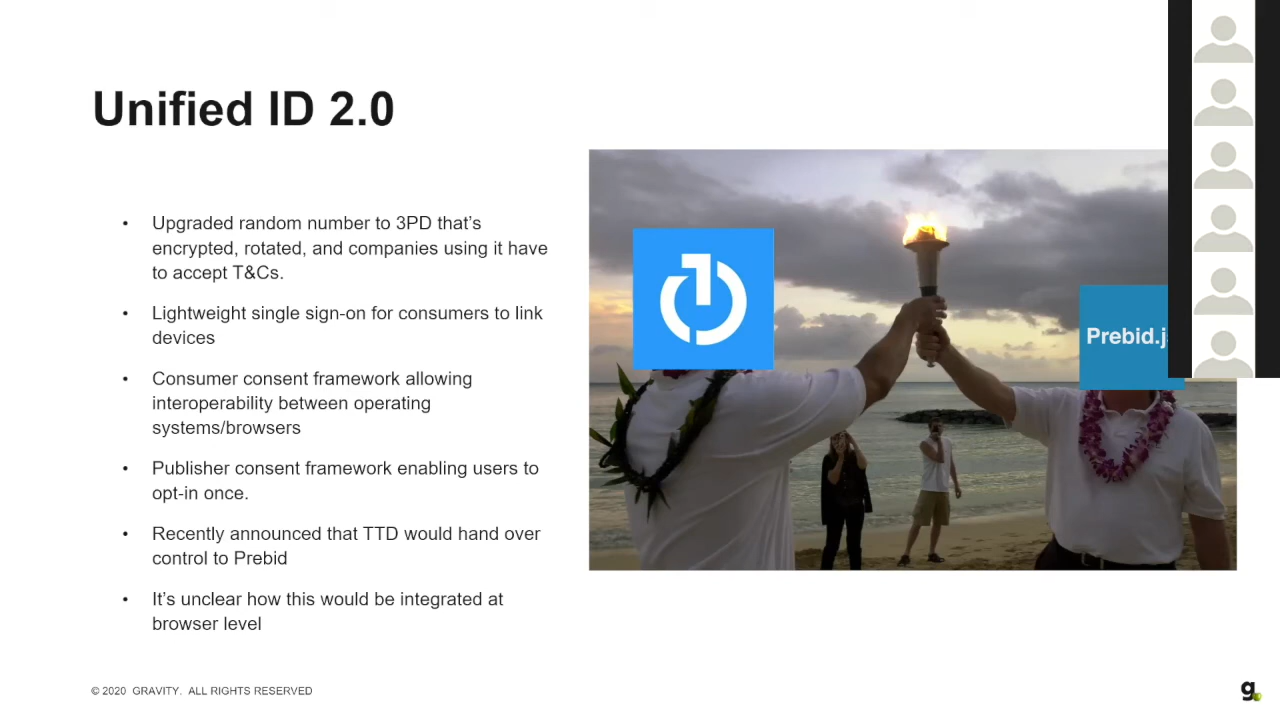 Unified ID 2.0
• Upgraded random number to 3PD that’s
encrypted, rotated, and companies using it have
to accept T&Cs.
• Lightweight single sign-on for consumers to link
devices
• Consumer consent framework allowing
interoperability between operating
systems/browsers
• Publisher consent framework enabling users to
opt-in once.
• Recently announced that TTD would hand over
control to Prebid
• It’s unclear how this would be integrated at
browser level
Prebid.j
© 2020 GRAVITY. ALL RIGHTS RESERVED
g